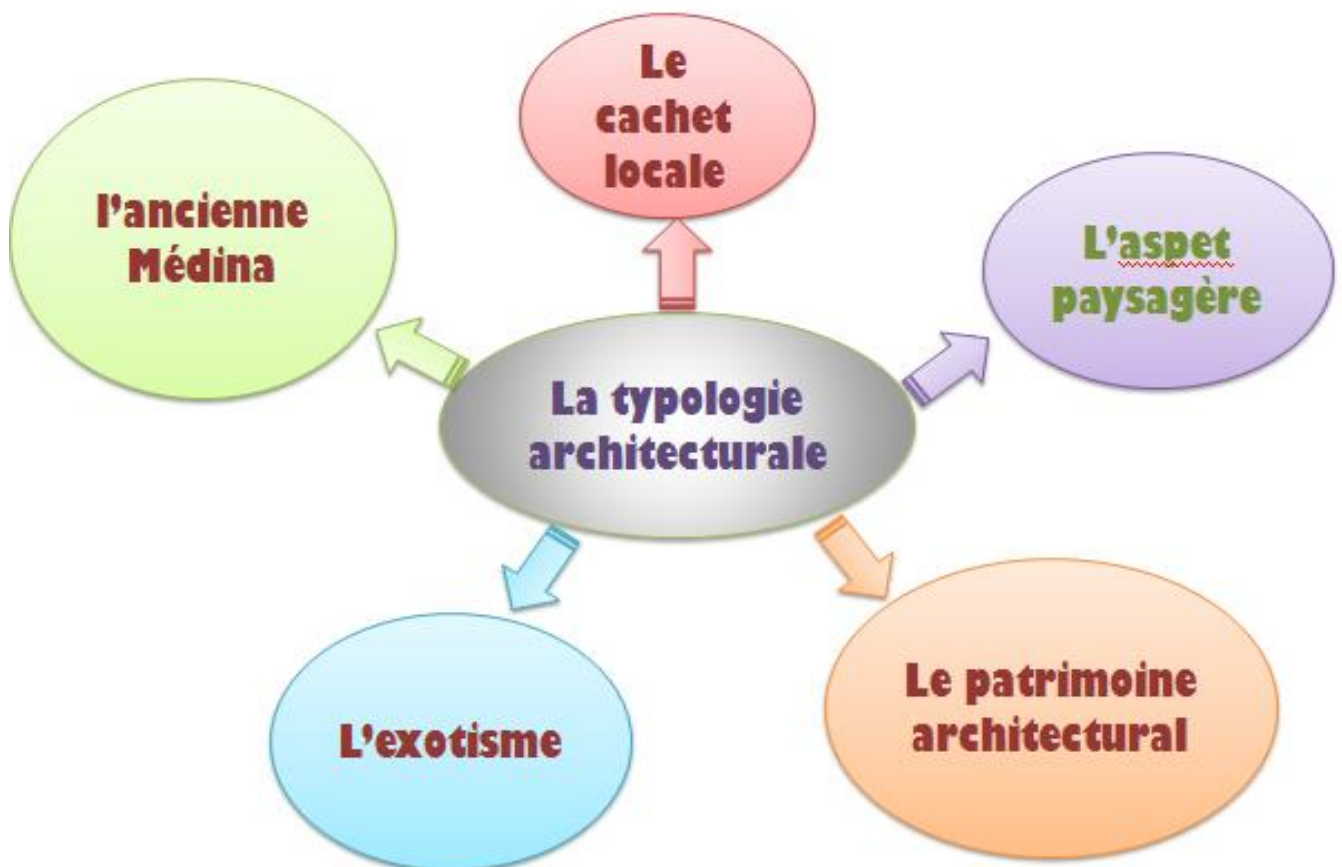 Le
cachet
locale
l'ancienne
Médina
L'aspet
paysagère
La typologie
architecturale
L'exotisme
Le patrimoine
architectural